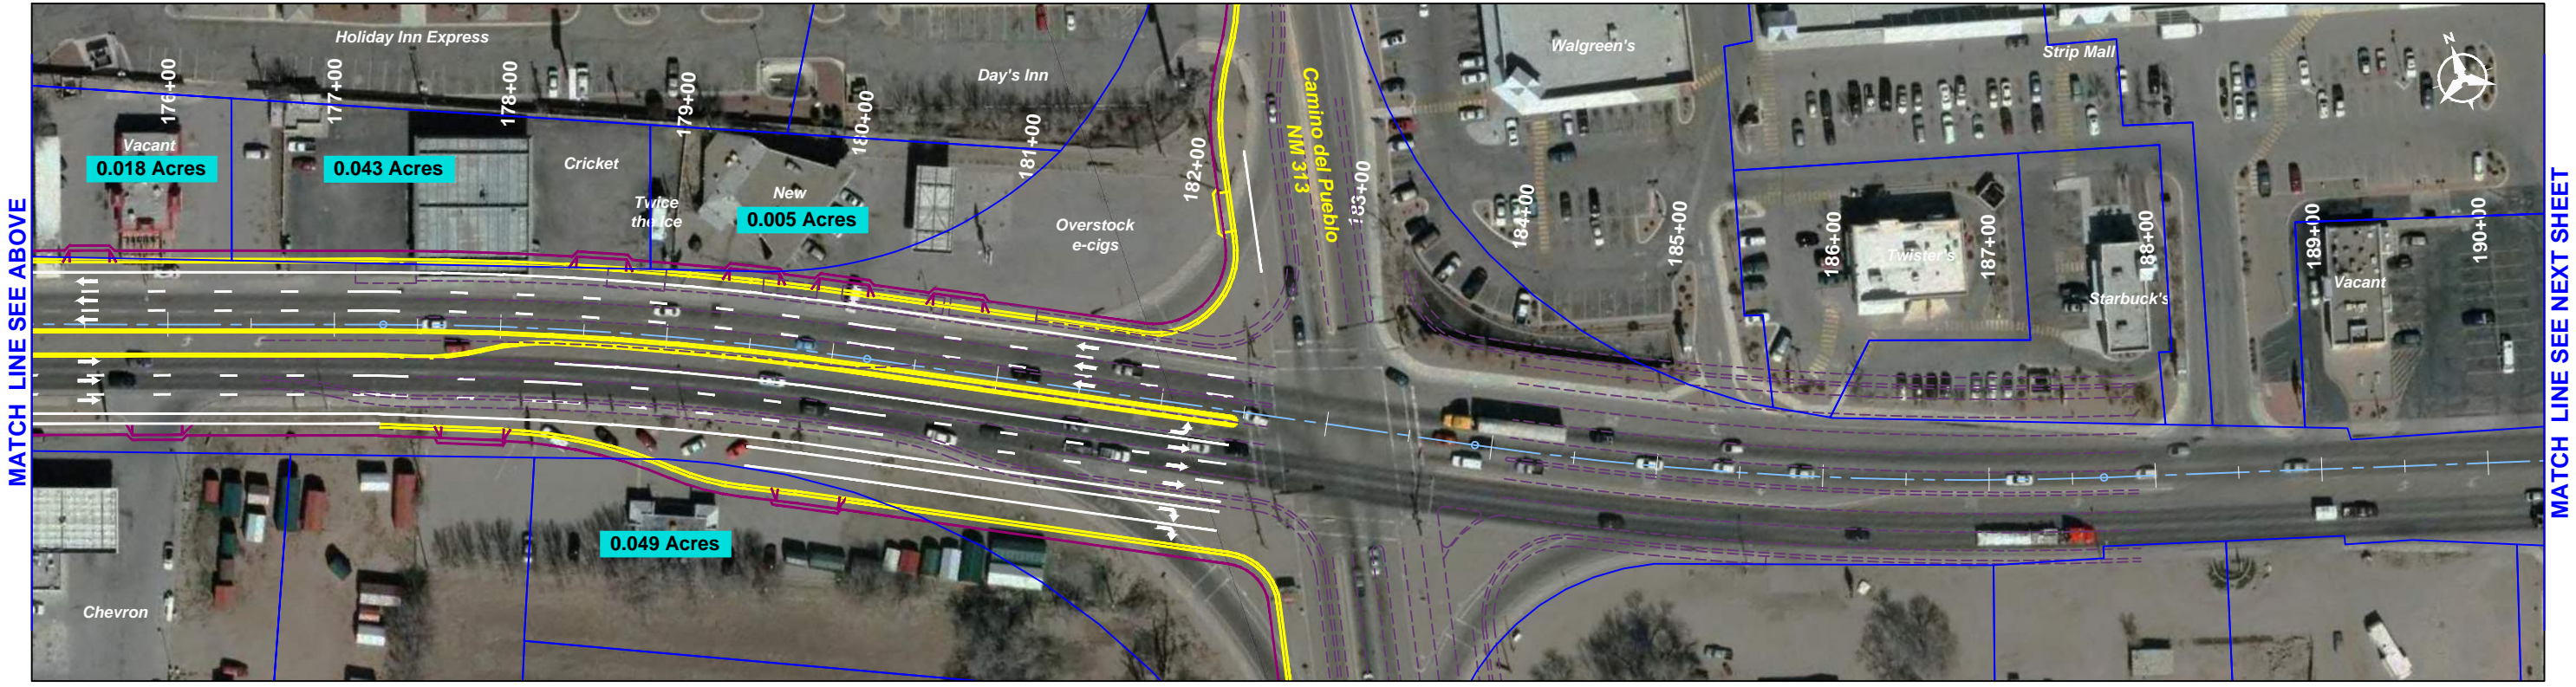 MATCH LINE SEE ABOVE
Holiday Inn Express
Day's Inn
Walgreen's
Strip Mall
N
176+00
177+00
178+00
179+00
180+00
181+00
182+00
183+00
184+00
185+00
186+00
187+00
188+00
189+00
190+00
Camino del Pueblo
NM 313
Vacant
0.018 Acres
0.043 Acres
Cricket
Twice
the Ice
New
0.005 Acres
Overstock
e-cigs
Twister's
Starbuck's
Vacant
0.049 Acres
Chevron
MATCH LINE SEE NEXT SHEET